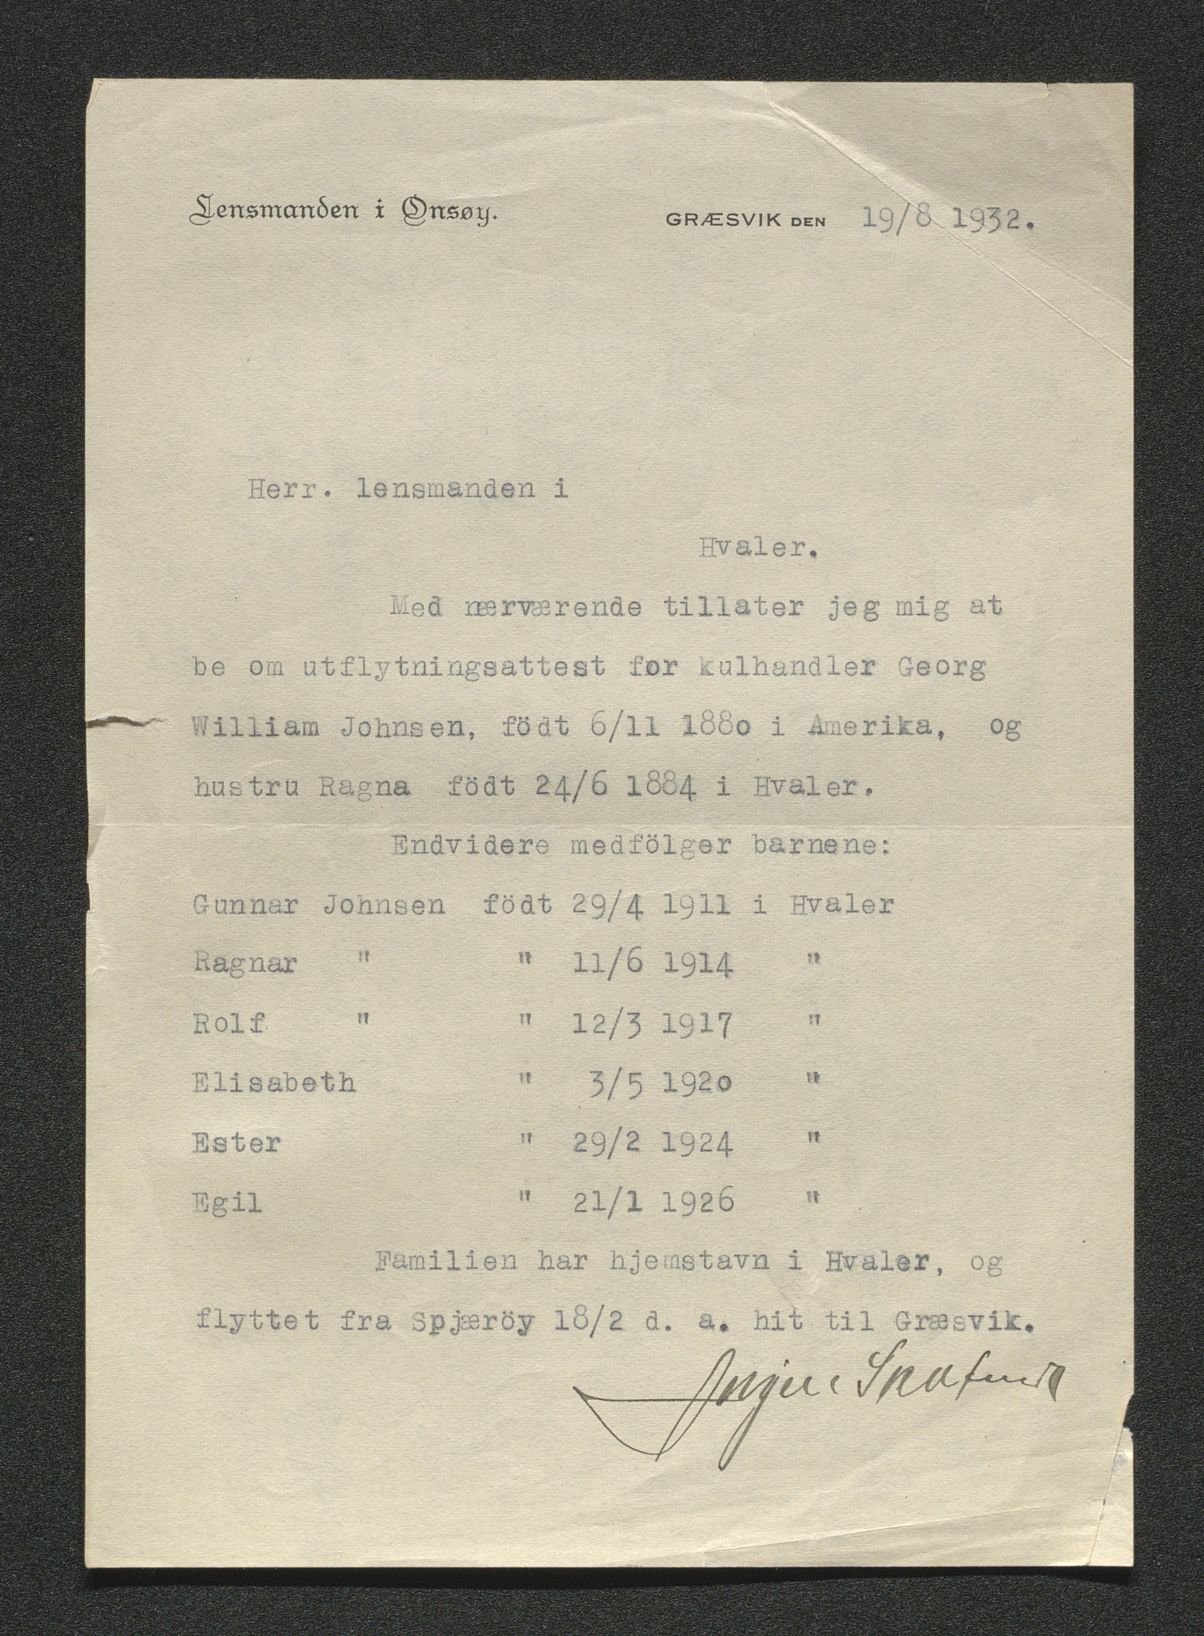 Lensmanden i Onsøy. GRÆSVIK DEN 19/8 1932.
Herr. lensmanden i
Hvaler.
Med nærværende tillater jeg mig at
be om utflytningsattest for kulhandler Georg
William Johnsen, födt 6/11 1880 i Amerika, og
hustru Ragna födt 24/6 1884 i Hvaler.
Endvidere medfölger barnene:
Gunnar Johnsen födt 29/4 1911 i Hvaler
Ragnar " " 11/6 1914 "
Rolf " " 12/3 1917 "
Elisabeth " 3/5 1920 "
Ester " 29/2 1924 "
Egil " 21/1 1926 "
Familien har hjemstavn i Hvaler, og
flyttet fra Spjæröy 18/2 d. a. hit til Græsvik.